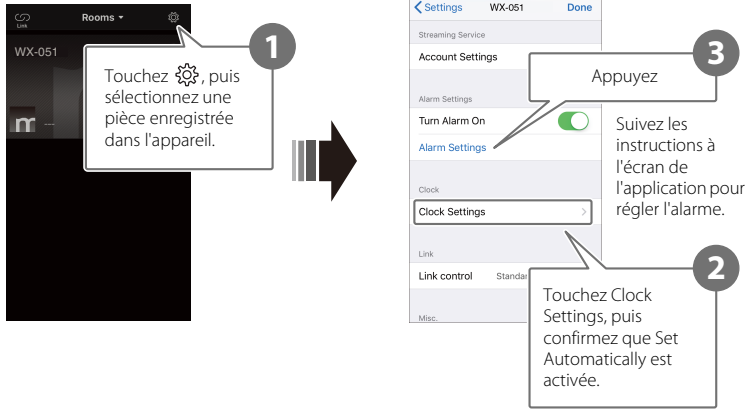 Link
Rooms
WX-051
m
1
Touchez , puis
sélectionnez une
pièce enregistrée
dans l'appareil.
Settings WX-051 Done
Streaming Service
Account Settings
3
Appuyez
Alarm Settings
Turn Alarm On
Alarm Settings
Suivez les
instructions à
l'écran de
l'application pour
régler l'alarme.
Clock
Clock Settings
Link
Link control
Misc.
2
Touchez Clock
Settings, puis
confirmez que Set
Automatically est
activée.